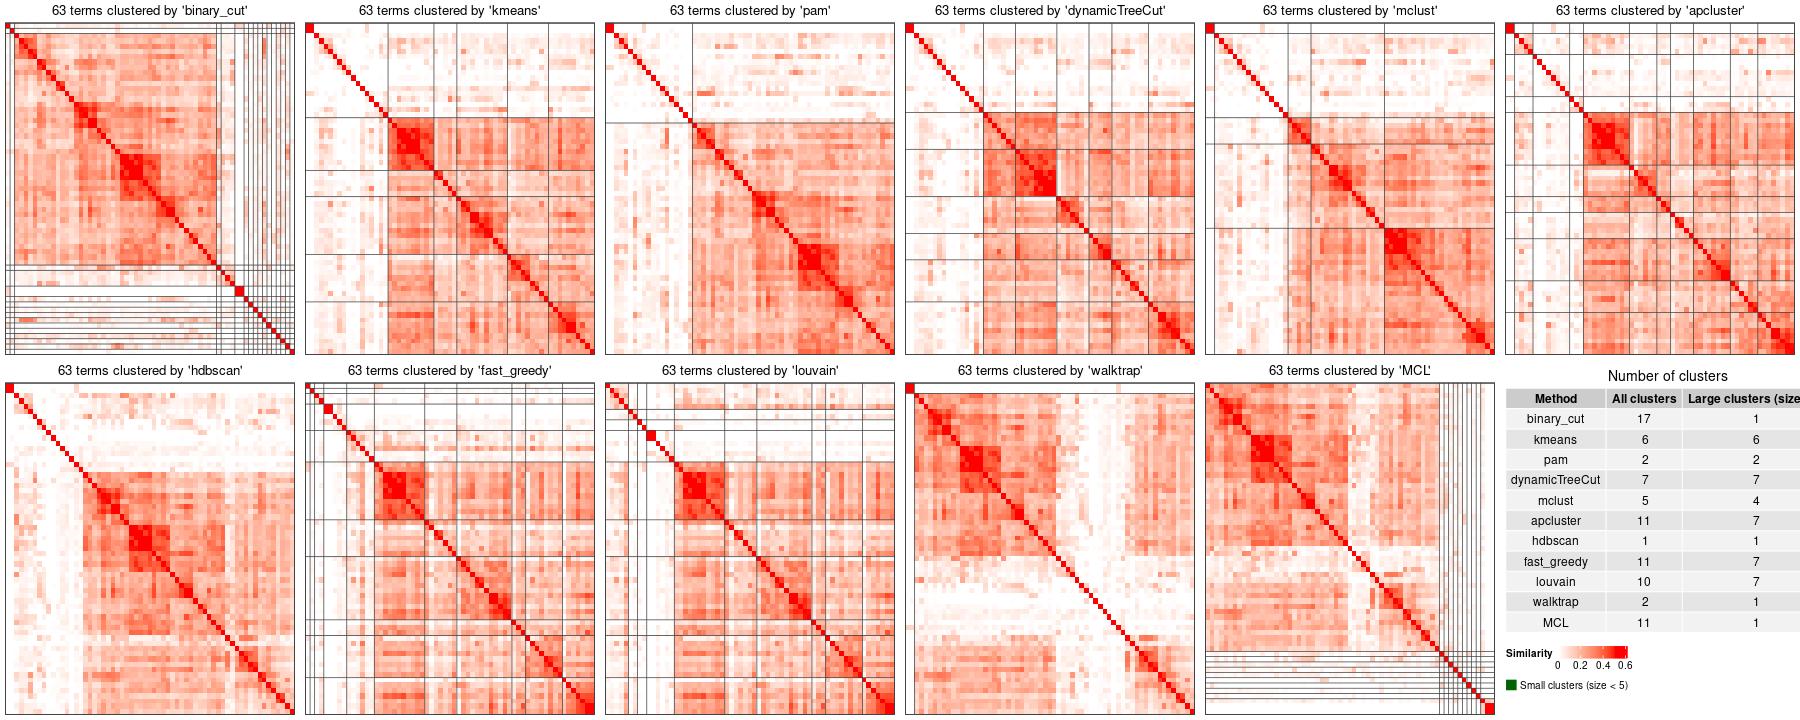 63 terms clustered by 'binary_cut'
63 terms clustered by 'kmeans'
63 terms clustered by 'pam'
63 terms clustered by 'dynamicTreeCut'
63 terms clustered by 'mclust'
63 terms clustered by 'apcluster'
63 terms clustered by 'hdbscan'
63 terms clustered by 'fast_greedy'
63 terms clustered by 'louvain'
63 terms clustered by 'walktrap'
63 terms clustered by 'MCL'
Number of clusters
Method All clusters Large clusters (size
binary_cut 17 1
kmeans 6 6
pam 2 2
dynamicTreeCut 7 7
mclust 5 4
apcluster 11 7
hdbscan 1 1
fast_greedy 11 7
louvain 10 7
walktrap 2 1
MCL 11 1
Similarity
0 0.2 0.4 0.6
Small clusters (size < 5)